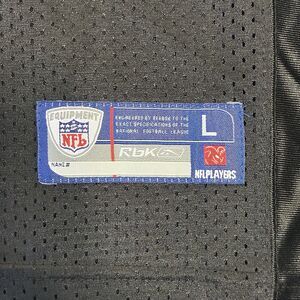 EQUIPMENT
NFL
ENGINEERED BY REEBOK TO THE
EXACT SPECIFICATIONS OF THE
NATIONAL FOOTBALL LEAGUE
L
RbK
NAME#
NFLPLAYERS